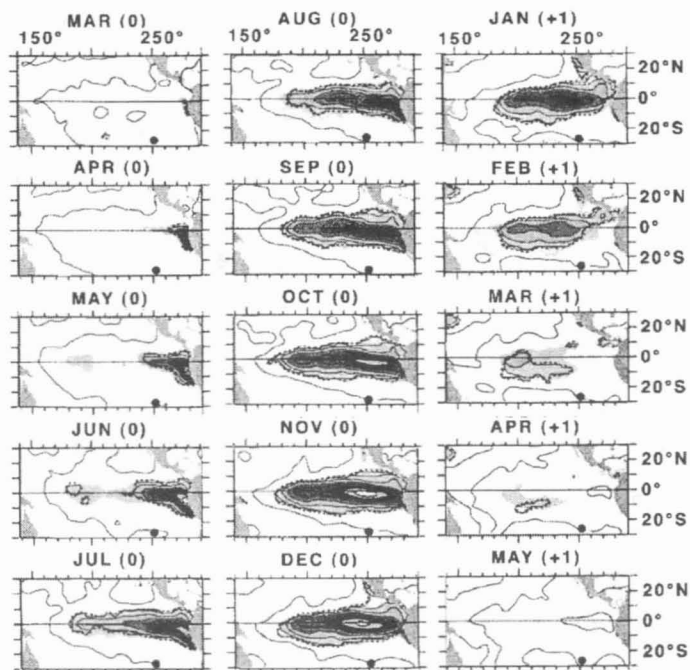 MAR (0) AUG (0) JAN (+1)
150° 250° 150° 250° 150° 250°
20°N
0°
20°S
APR (0) SEP (0) FEB (+1)
20°N
0°
20°S
MAY (0) OCT (0) MAR (+1)
20°N
0°
20°S
JUN (0) NOV (0) APR (+1)
20°N
0°
20°S
JUL (0) DEC (0) MAY (+1)
20°N
0°
20°S